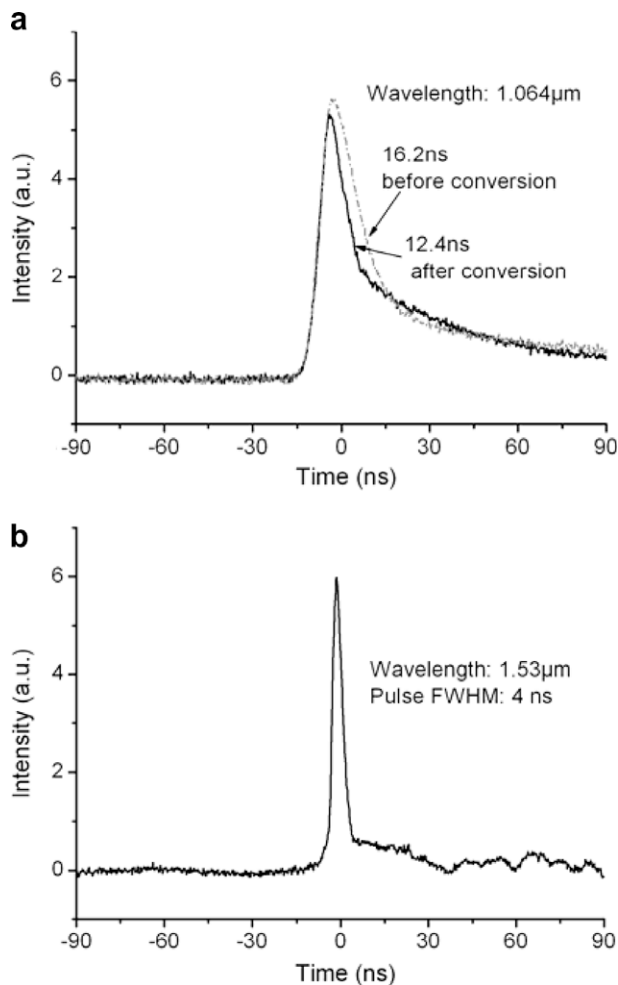 a
Intensity (a.u.)
6
4
2
0
Wavelength: 1.064µm
16.2ns
before conversion
12.4ns
after conversion
-90 -60 -30 0 30 60 90
Time (ns)
b
Intensity (a.u.)
6
4
2
0
Wavelength: 1.53µm
Pulse FWHM: 4 ns
-90 -60 -30 0 30 60 90
Time (ns)